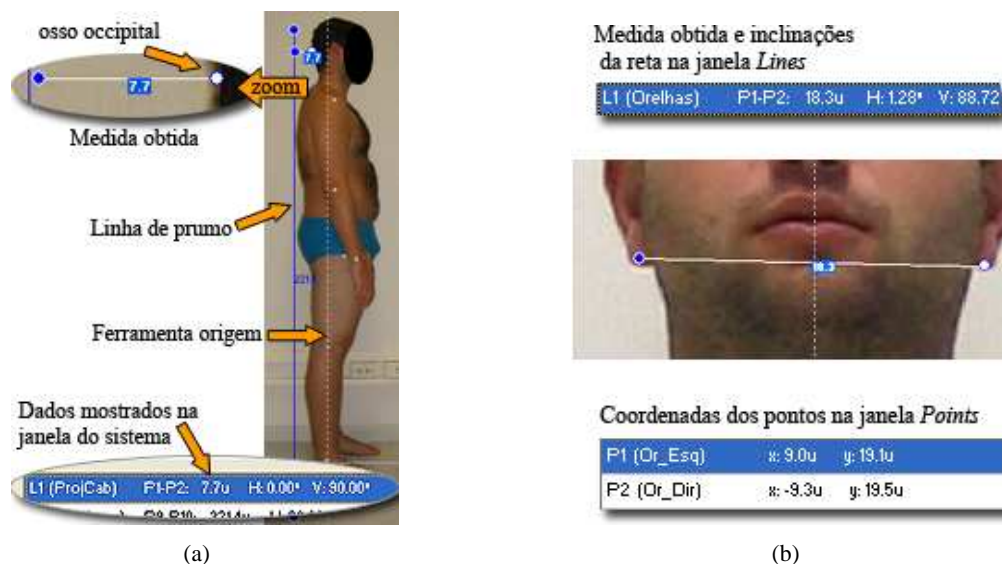 osso occipital
7.7
zoom
7.7
Medida obtida
Linha de prumo
Ferramenta origem
Dados mostrados na
janela do sistema
L1 (ProjCab) P1-P2: 7.7u H: 0.00° V: 90.00°
(a)
Medida obtida e inclinações
da reta na janela Lines
L1 (Orelhas) P1-P2: 18.3u H: 1.28° V: 88.72
18.3
Coordenadas dos pontos na janela Points
P1 (Or_Esq) x: 9.0u y: 19.1u
P2 (Or_Dir) x: -9.3u y: 19.5u
(b)